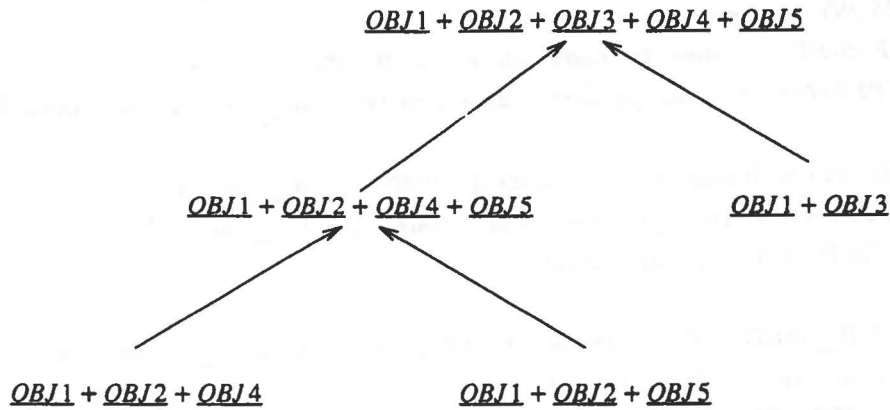 OBJ1 + OBJ2 + OBJ3 + OBJ4 + OBJ5
OBJ1 + OBJ2 + OBJ4 + OBJ5
OBJ1 + OBJ3
OBJ1 + OBJ2 + OBJ4
OBJ1 + OBJ2 + OBJ5